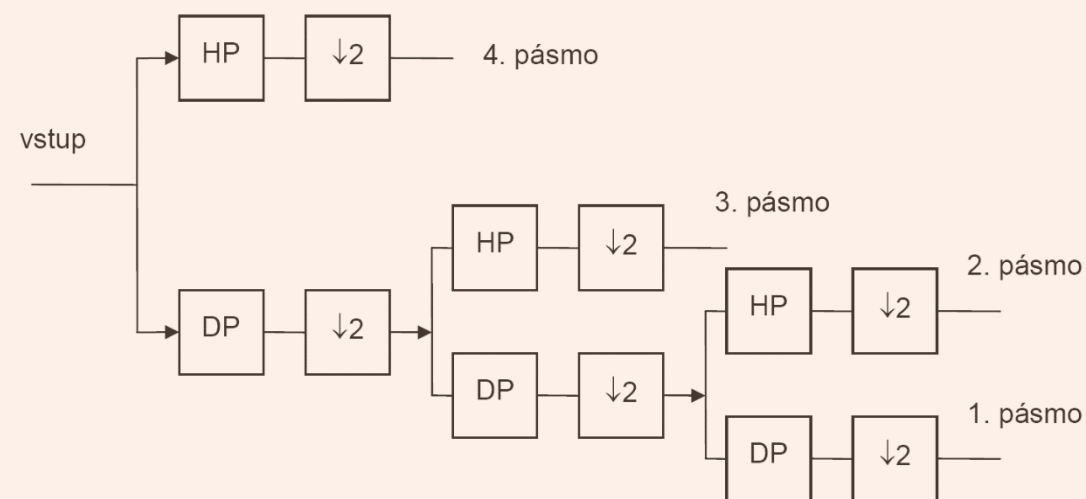 HP
↓2
4. pásmo
vstup
3. pásmo
HP
↓2
2. pásmo
HP
↓2
DP
↓2
DP
↓2
1. pásmo
DP
↓2